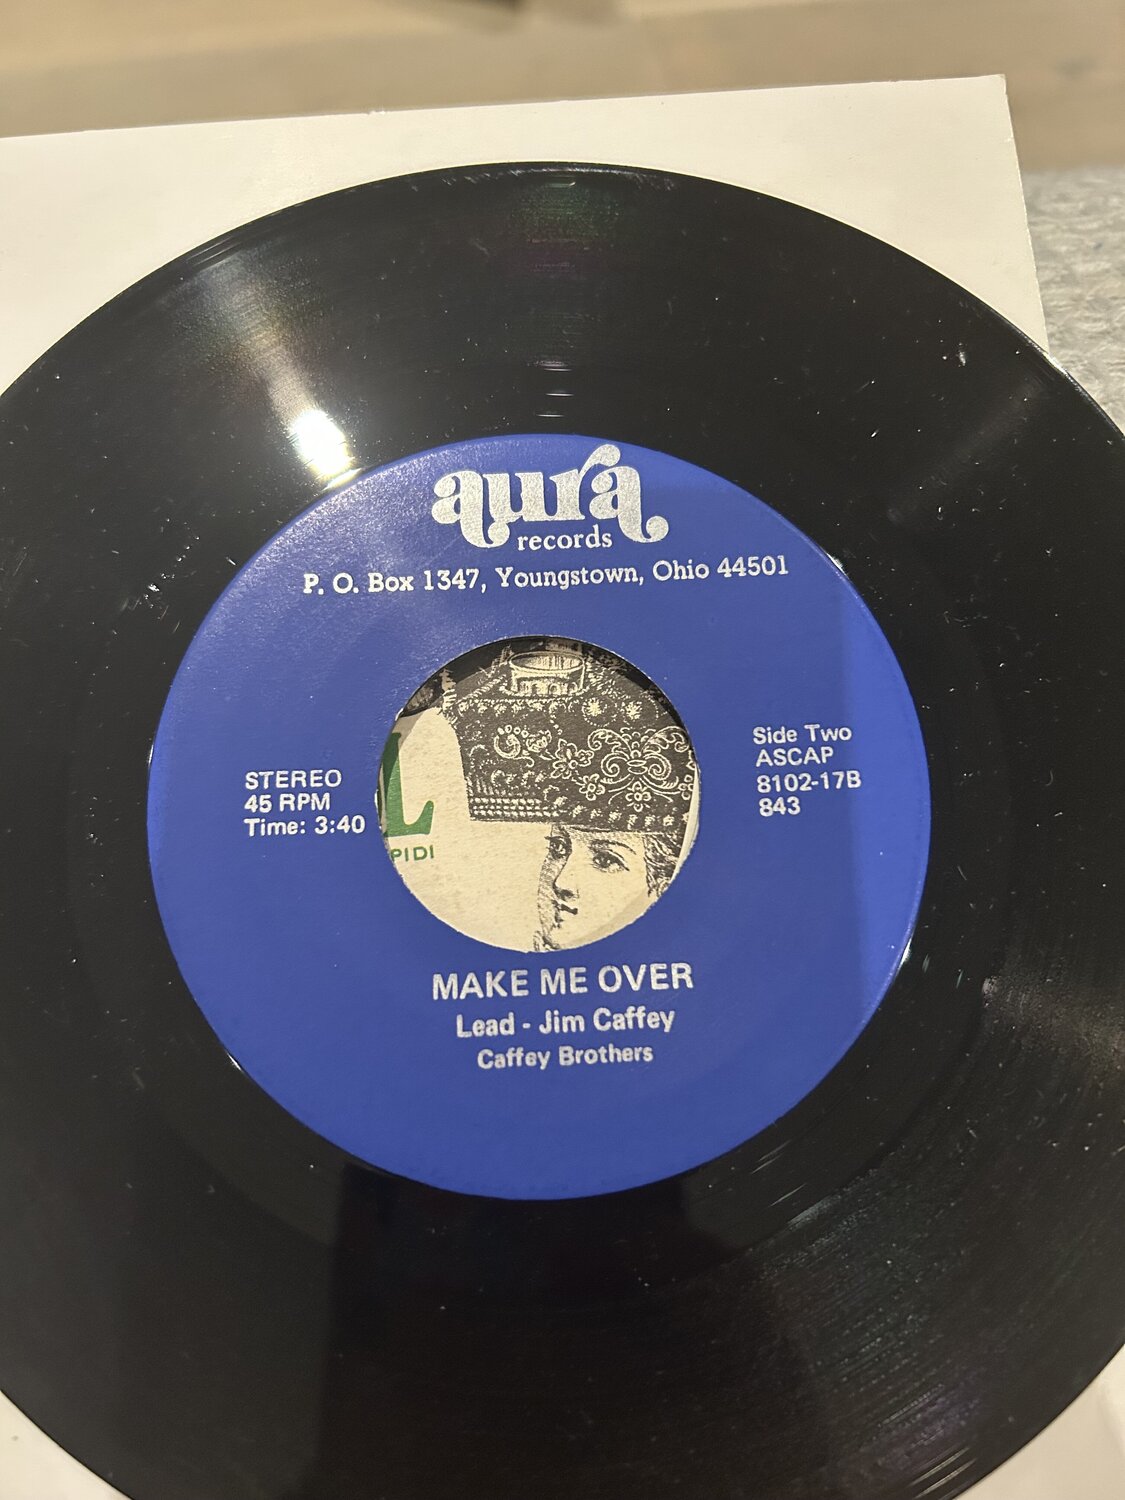 aura
records
P. O. Box 1347, Youngstown, Ohio 44501
STEREO
45 RPM
Time: 3:40
Side Two
ASCAP
8102-17B
843
L
PIDI
MAKE ME OVER
Lead - Jim Caffey
Caffey Brothers